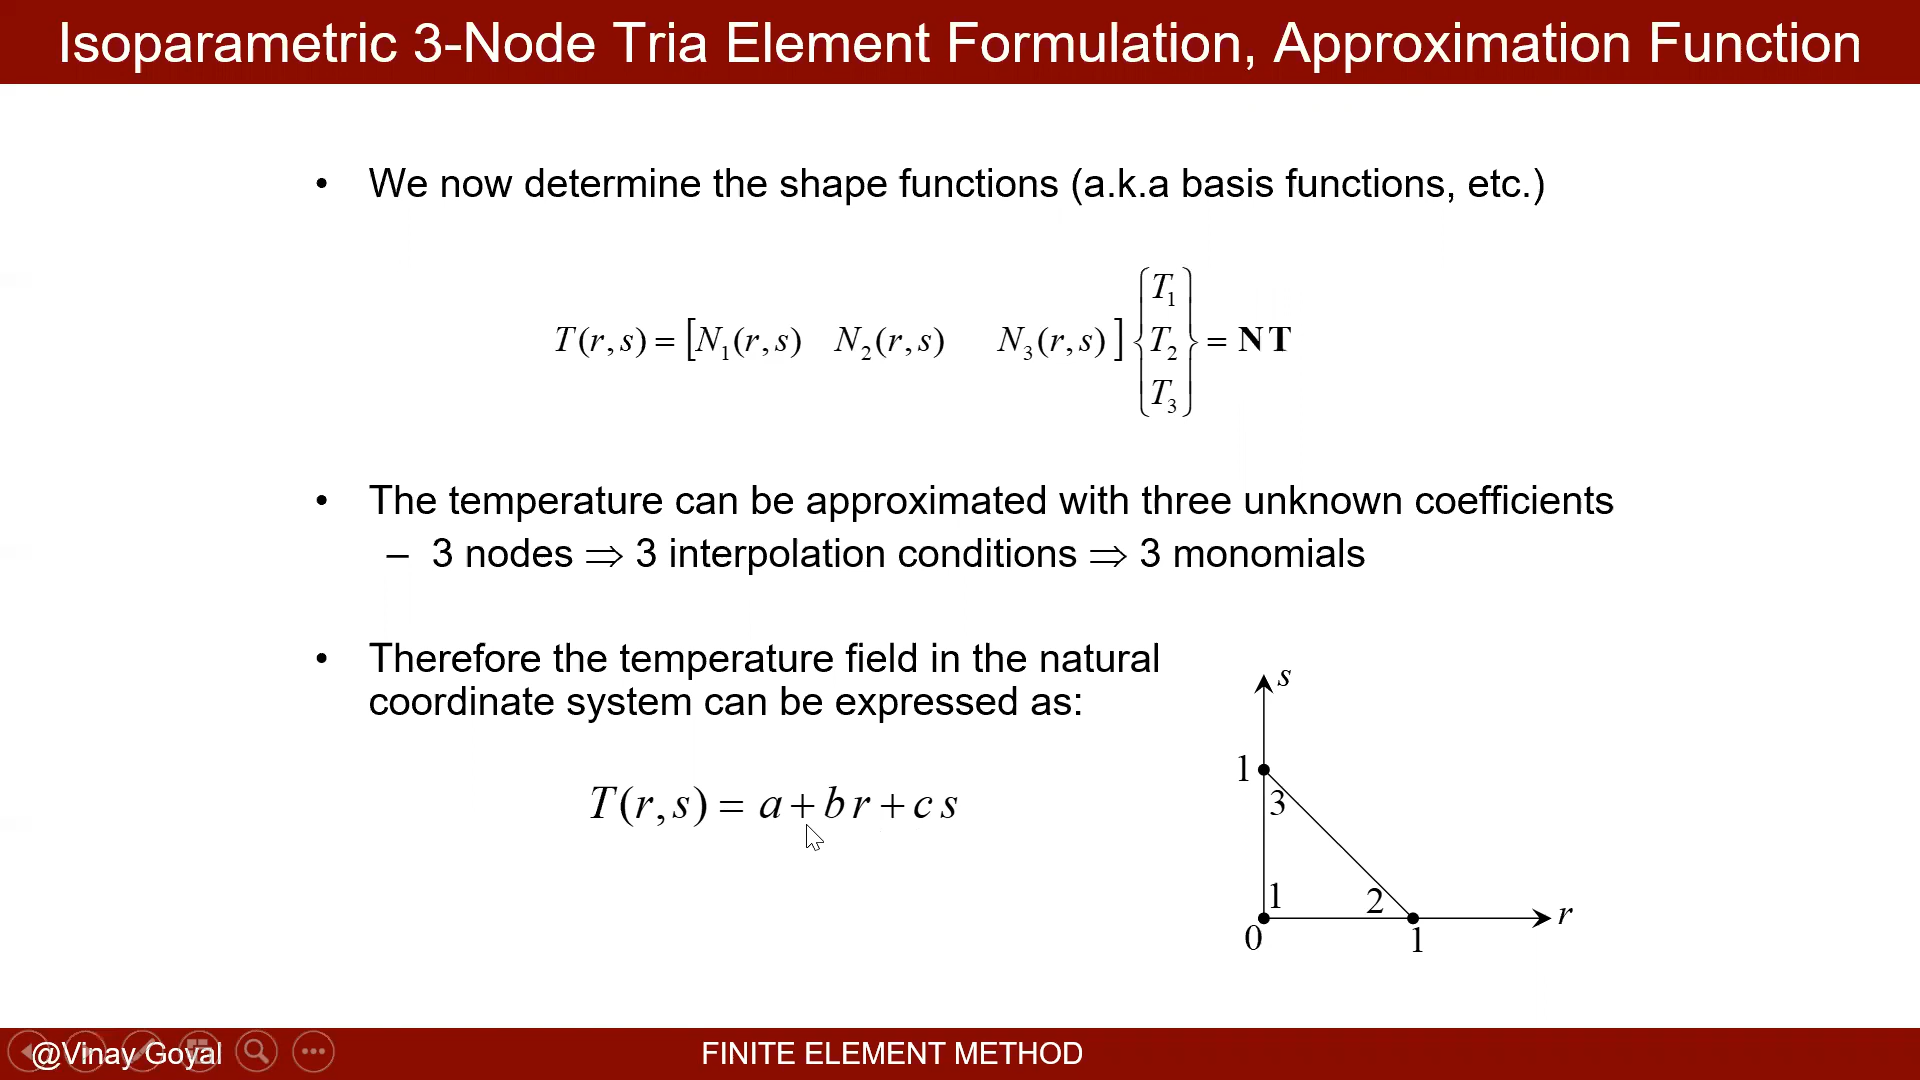 Isoparametric 3-Node Tria Element Formulation, Approximation Function
• We now determine the shape functions (a.k.a basis functions, etc.)
T(r,s) = [N₁(r,s) N₂(r,s) N₃(r,s)] {T₁ T₂ T₃} = N T
• The temperature can be approximated with three unknown coefficients
– 3 nodes ⇒ 3 interpolation conditions ⇒ 3 monomials
• Therefore the temperature field in the natural
coordinate system can be expressed as:
T(r,s) = a + b r + c s
s
1
3
1
2
r
0
1
@Vinay Goyal
FINITE ELEMENT METHOD